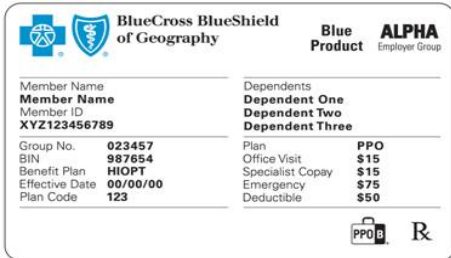 BlueCross BlueShield
of Geography
Blue
Product
ALPHA
Employer Group
Member Name
Member Name
Member ID
XYZ123456789
Dependents
Dependent One
Dependent Two
Dependent Three
Group No. 023457
BIN 987654
Benefit Plan HIOPT
Effective Date 00/00/00
Plan Code 123
Plan PPO
Office Visit $15
Specialist Copay $15
Emergency $75
Deductible $50
PPO B
Rx